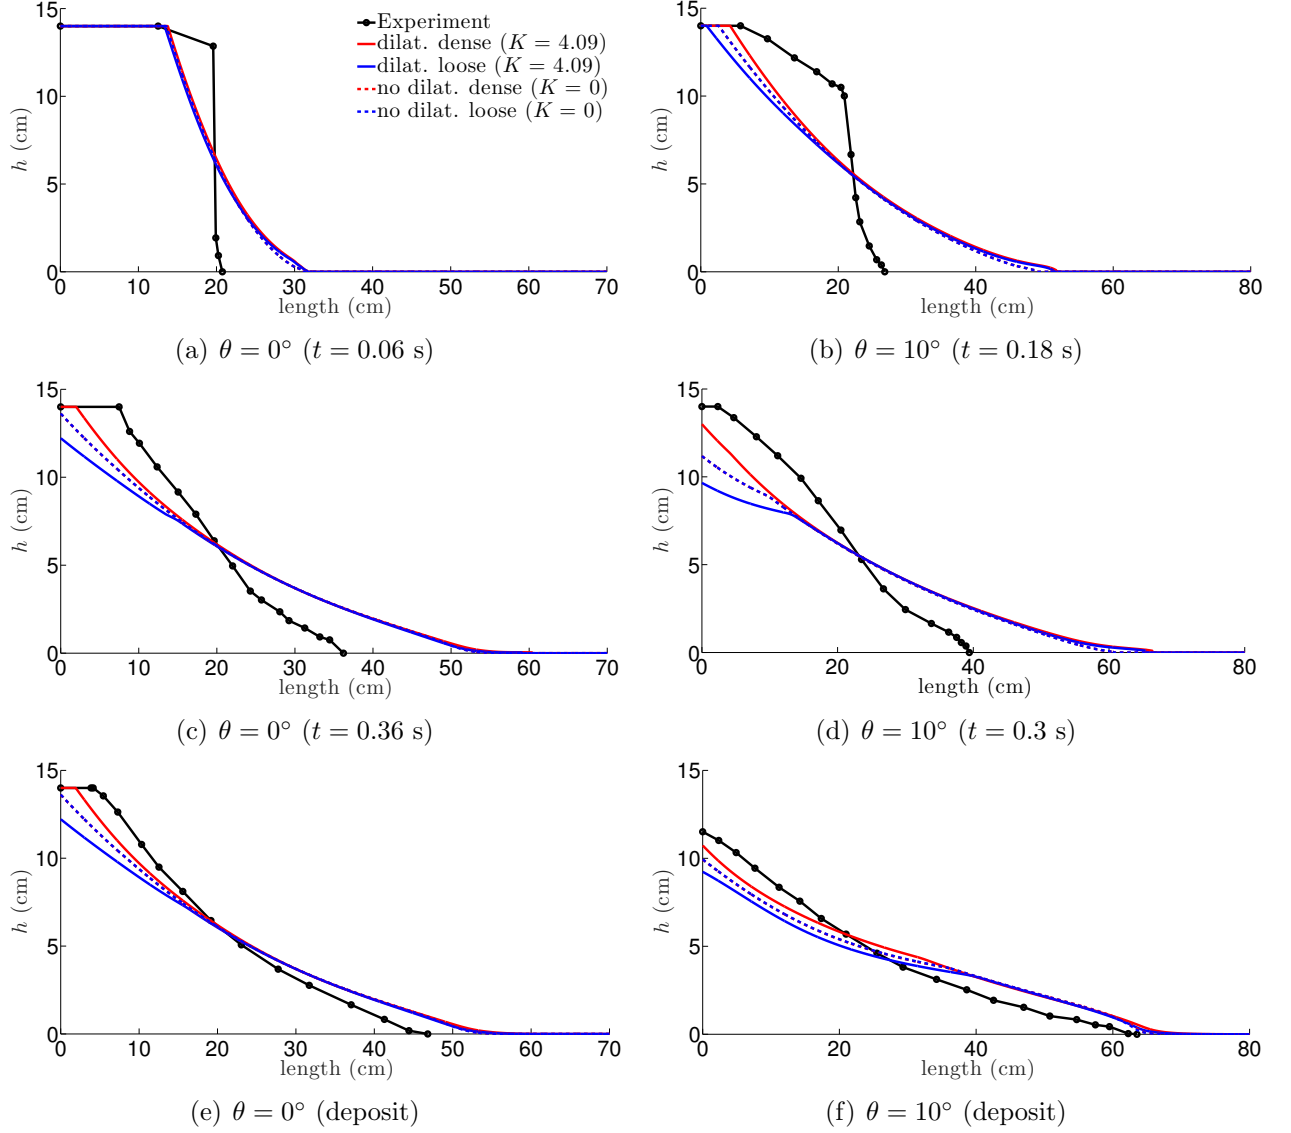 15
10
5
0
h (cm)
0 10 20 30 40 50 60 70
length (cm)
Experiment
dilat. dense (K = 4.09)
dilat. loose (K = 4.09)
no dilat. dense (K = 0)
no dilat. loose (K = 0)
(a) θ = 0° (t = 0.06 s)
15
10
5
0
h (cm)
0 20 40 60 80
length (cm)
(b) θ = 10° (t = 0.18 s)
15
10
5
0
h (cm)
0 10 20 30 40 50 60 70
length (cm)
(c) θ = 0° (t = 0.36 s)
15
10
5
0
h (cm)
0 20 40 60 80
length (cm)
(d) θ = 10° (t = 0.3 s)
15
10
5
0
h (cm)
0 10 20 30 40 50 60 70
length (cm)
(e) θ = 0° (deposit)
15
10
5
0
h (cm)
0 20 40 60 80
length (cm)
(f) θ = 10° (deposit)